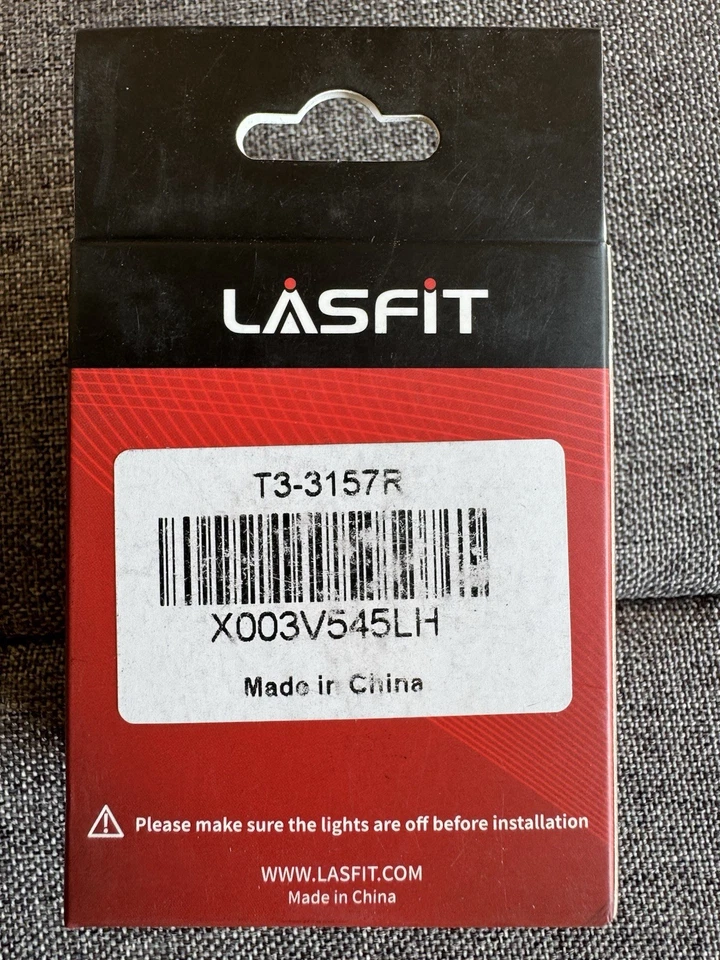 LASFIT
T3-3157R
X003V545LH
Made in China
Please make sure the lights are off before installation
WWW.LASFIT.COM
Made in China